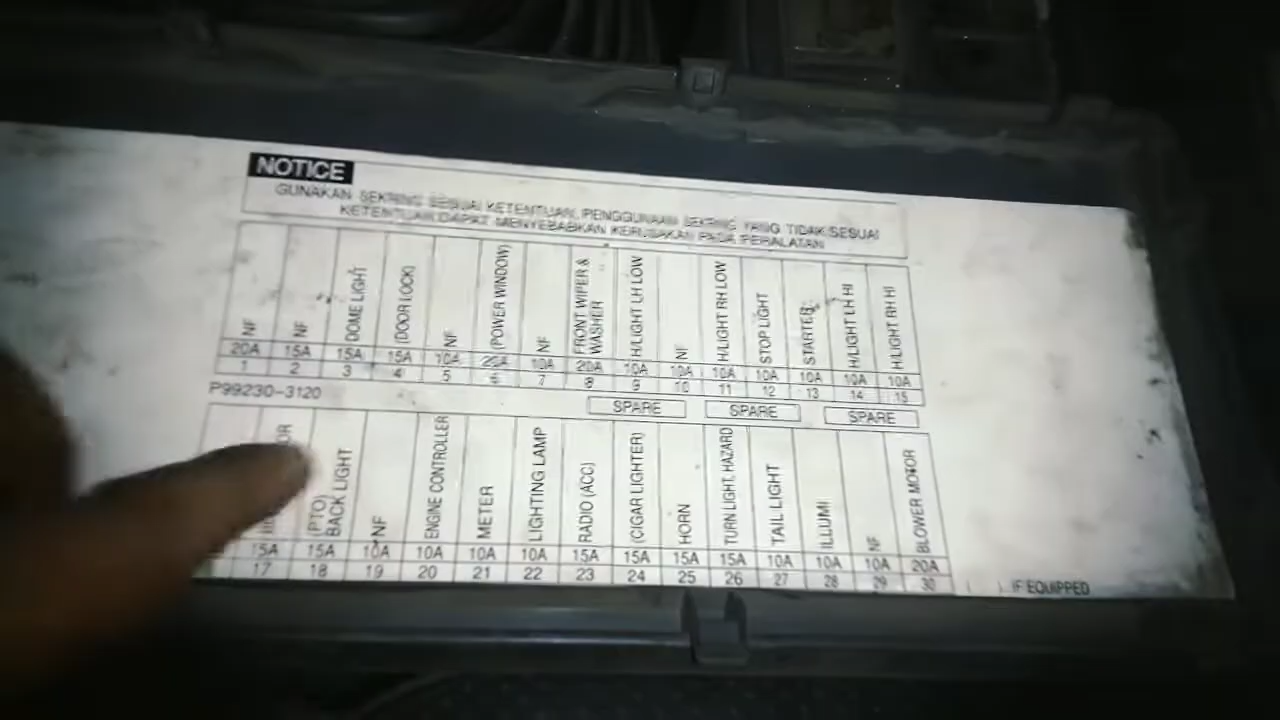 NOTICE
GUNAKAN SEKRING SESUAI KETENTUAN, PENGGUNAAN SEKRING YANG TIDAK SESUAI
KETENTUAN DAPAT MENYEBABKAN KERUSAKAN PADA PERALATAN
NF NF DOME LIGHT (DOOR LOCK) NF (POWER WINDOW) NF FRONT WIPER & WASHER H/LIGHT LH LOW NF H/LIGHT RH LOW STOP LIGHT STARTER H/LIGHT LH HI H/LIGHT RH HI
20A 15A 15A 15A 10A 20A 10A 20A 10A 10A 10A 10A 10A 10A 10A
1 2 3 4 5 6 7 8 9 10 11 12 13 14 15
P99230-3120
SPARE SPARE SPARE
(PTO) BACK LIGHT NF ENGINE CONTROLLER METER LIGHTING LAMP RADIO (ACC) (CIGAR LIGHTER) HORN TURN LIGHT, HAZARD TAIL LIGHT ILLUMI NF BLOWER MOTOR
15A 15A 10A 10A 10A 10A 15A 15A 15A 15A 10A 10A 10A 20A
17 18 19 20 21 22 23 24 25 26 27 28 29 30
( ) IF EQUIPPED